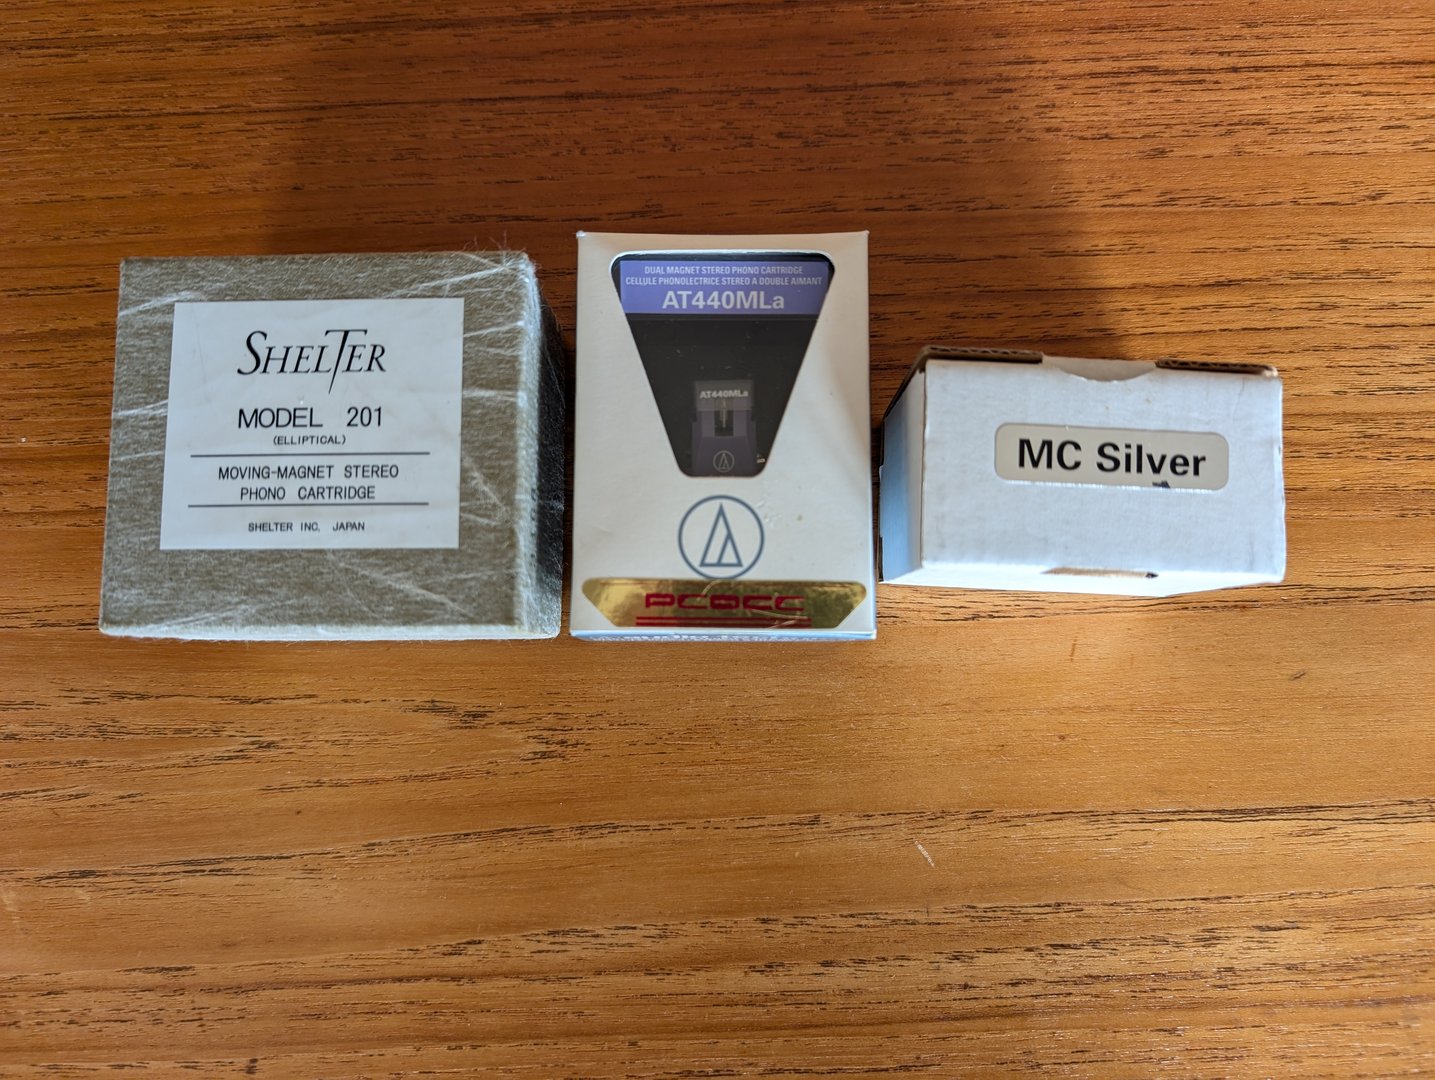 SHELTER
MODEL 201
(ELLIPTICAL)
MOVING-MAGNET STEREO
PHONO CARTRIDGE
SHELTER INC. JAPAN
DUAL MAGNET STEREO PHONO CARTRIDGE
CELLULE PHONOLECTRICE STEREO A DOUBLE AIMANT
AT440MLa
AT440MLa
PCOCC
MC Silver